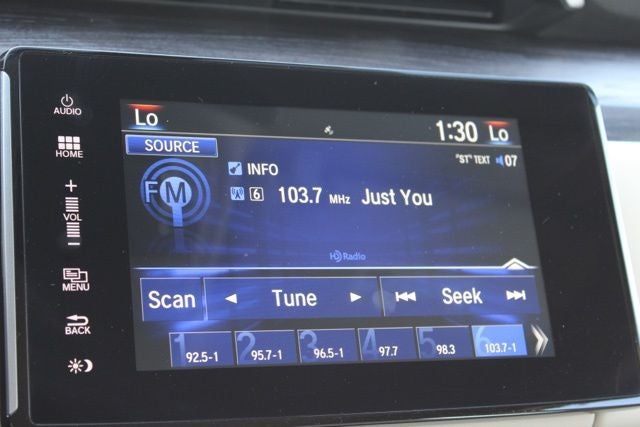 AUDIO
HOME
+
VOL
-
MENU
BACK
Lo
1:30 Lo
SOURCE
"ST" TEXT 07
FM
INFO
6 103.7 MHz Just You
HD Radio
Scan Tune Seek
1 92.5-1
2 95.7-1
3 96.5-1
4 97.7
5 98.3
6 103.7-1